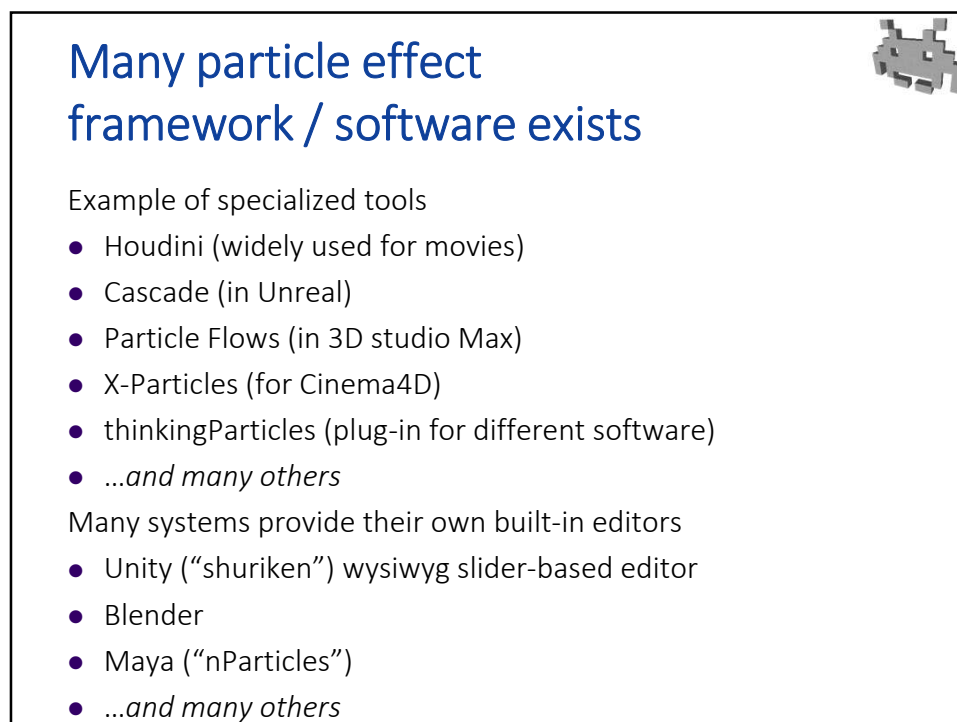 Many particle effect
framework / software exists
Example of specialized tools
● Houdini (widely used for movies)
● Cascade (in Unreal)
● Particle Flows (in 3D studio Max)
● X-Particles (for Cinema4D)
● thinkingParticles (plug-in for different software)
● …and many others
Many systems provide their own built-in editors
● Unity (“shuriken”) wysiwyg slider-based editor
● Blender
● Maya (“nParticles”)
● …and many others